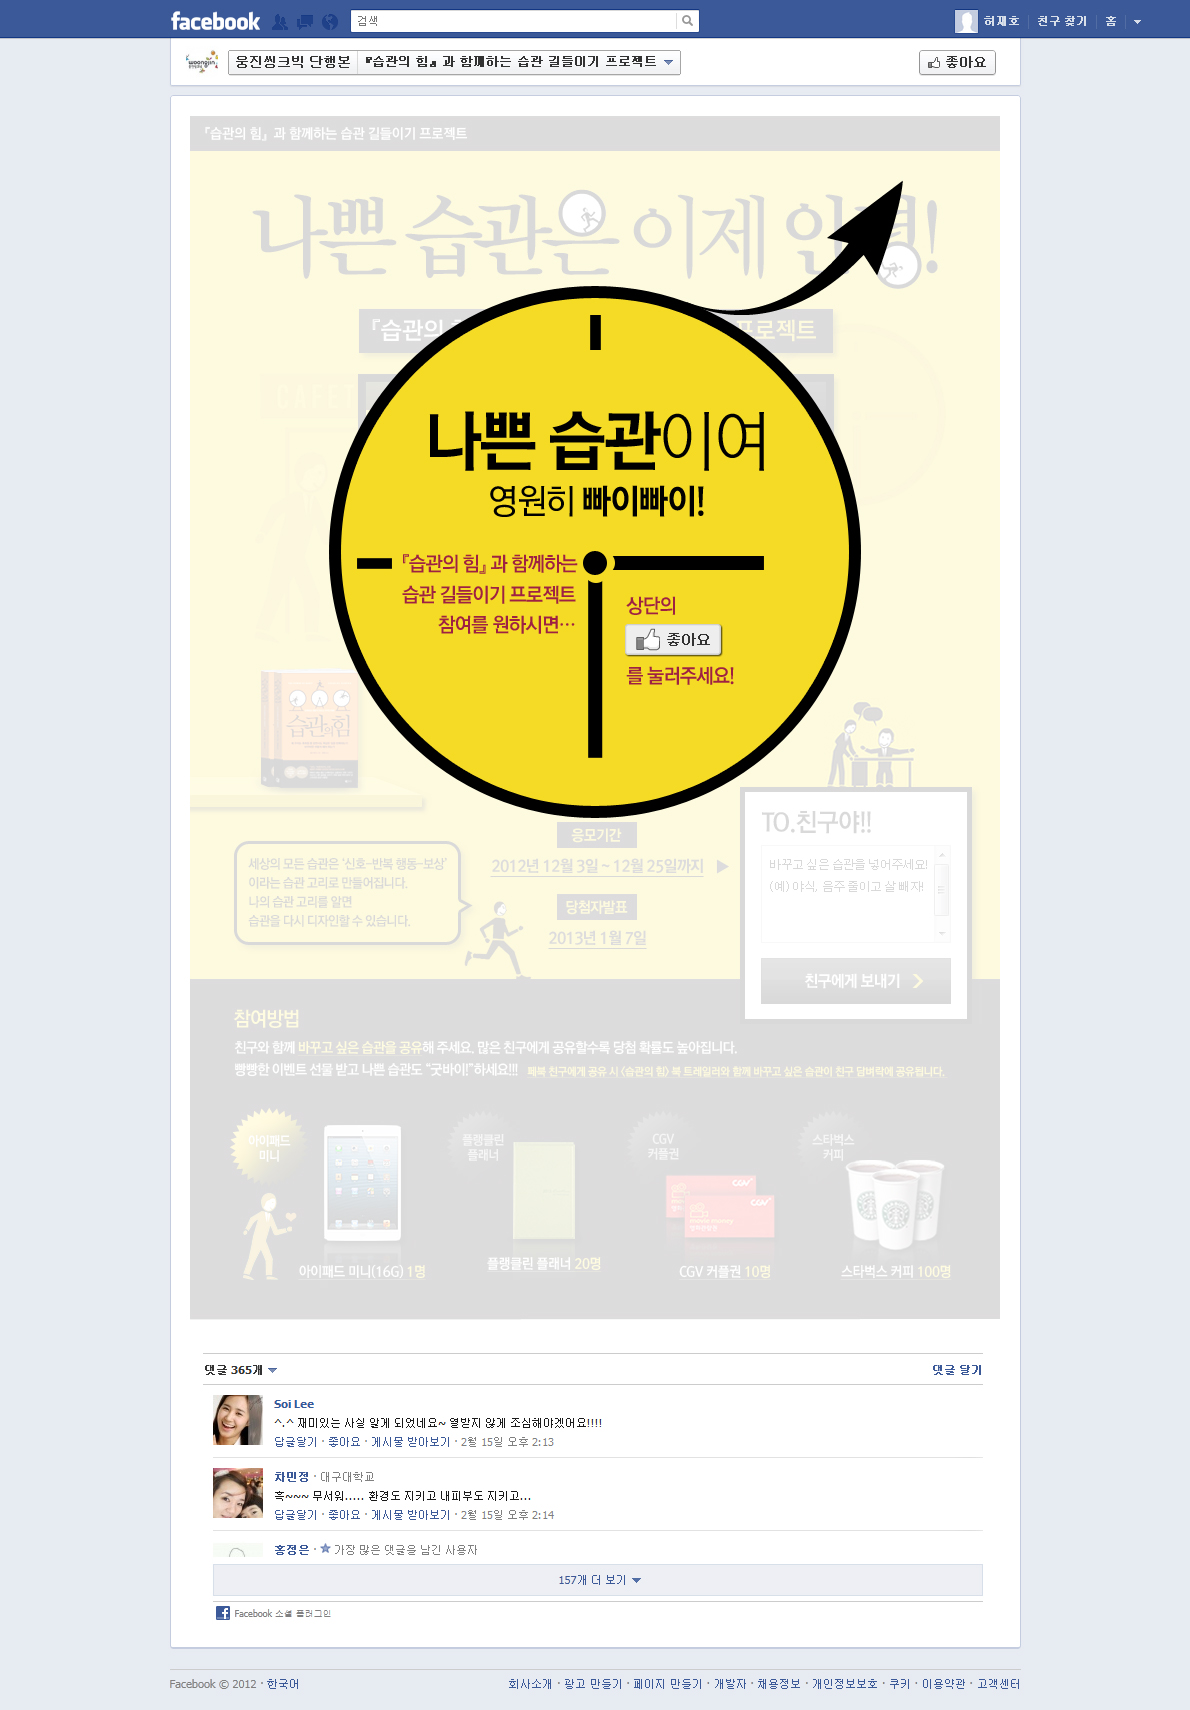 facebook
검색
허재호
친구 찾기
홈
woongjin
웅진씽크빅 단행본
『습관의 힘』과 함께하는 습관 길들이기 프로젝트
좋아요
『습관의 힘』과 함께하는 습관 길들이기 프로젝트
나쁜 습관은 이제 안녕!
『습관의
프로젝트
나쁜 습관이여
영원히 빠이빠이!
『습관의 힘』과 함께하는
습관 길들이기 프로젝트
참여를 원하시면…
상단의
좋아요
를 눌러주세요!
습관의 힘
세상의 모든 습관은 '신호-반복 행동-보상'
이라는 습관 고리로 만들어집니다.
나의 습관 고리를 알면
습관을 다시 디자인할 수 있습니다.
응모기간
2012년 12월 3일 ~ 12월 25일까지
당첨자발표
2013년 1월 7일
TO.친구야!!
바꾸고 싶은 습관을 넣어주세요!
(예) 야식, 음주 줄이고 살 빼자!
친구에게 보내기
참여방법
친구와 함께 바꾸고 싶은 습관을 공유해 주세요. 많은 친구에게 공유할수록 당첨 확률도 높아집니다.
빵빵한 이벤트 선물 받고 나쁜 습관도 "굿바이!"하세요!!! 페북 친구에게 공유 시 <습관의 힘> 북 트레일러와 함께 바꾸고 싶은 습관이 친구 담벼락에 공유됩니다.
아이패드
미니
플랭클린
플래너
CGV
커플권
스타벅스
커피
CGV
아이패드 미니(16G) 1명
플랭클린 플래너 20명
CGV 커플권 10명
스타벅스 커피 100명
댓글 365개
댓글 달기
Soi Lee
^.^ 재미있는 사실 알게 되었네요~ 열받지 않게 조심해야겠어요!!!!
답글달기 · 좋아요 · 게시물 받아보기 · 2월 15일 오후 2:13
차민정 · 대구대학교
혹~~~ 무서워..... 환경도 지키고 내피부도 지키고...
답글달기 · 좋아요 · 게시물 받아보기 · 2월 15일 오후 2:14
홍정은 · 가장 많은 댓글을 남긴 사용자
157개 더 보기
Facebook 소셜 플러그인
Facebook © 2012 · 한국어
회사소개 · 광고 만들기 · 페이지 만들기 · 개발자 · 채용정보 · 개인정보보호 · 쿠키 · 이용약관 · 고객센터